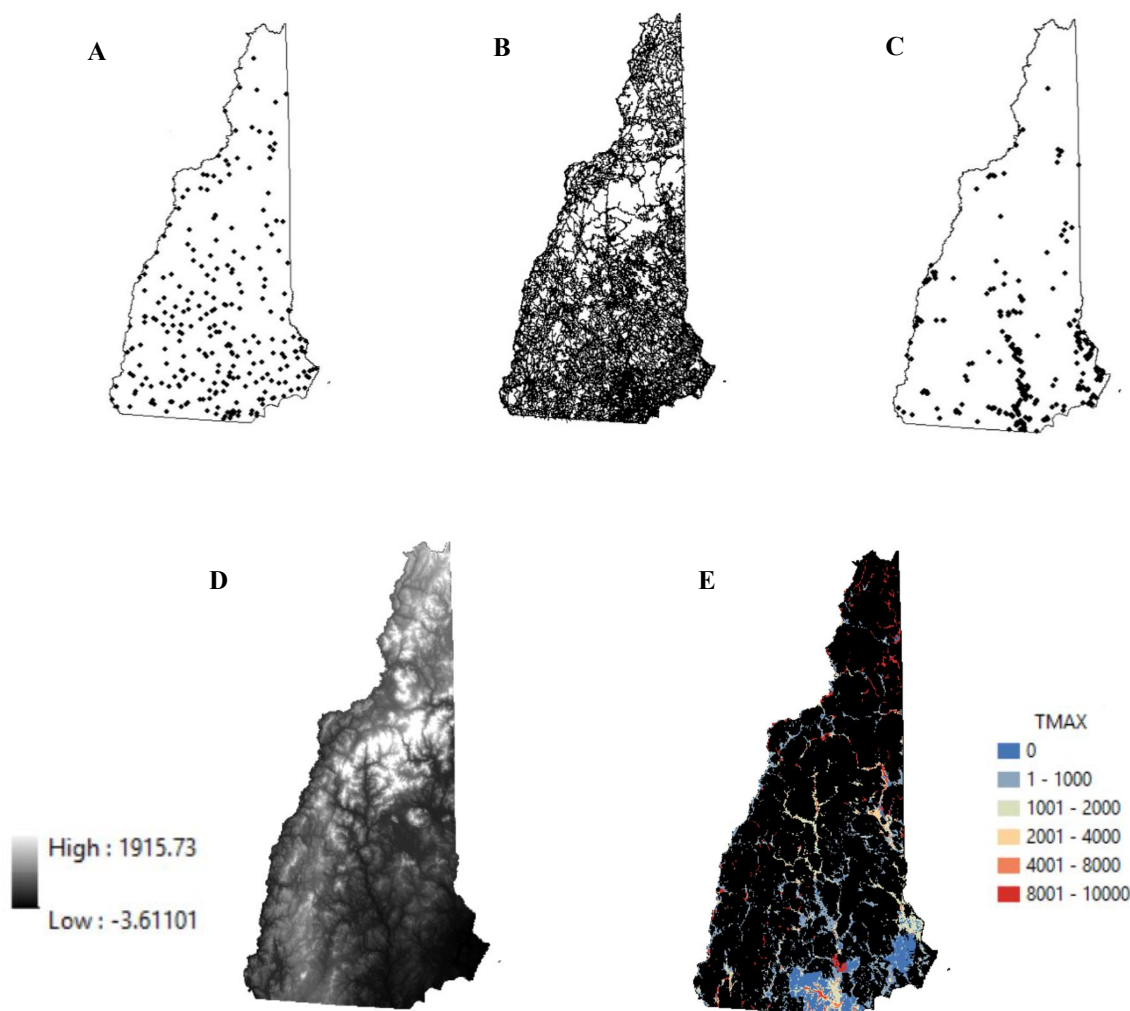 A
B
C
D
E
High : 1915.73
Low : -3.61101
TMAX
0
1 - 1000
1001 - 2000
2001 - 4000
4001 - 8000
8001 - 10000